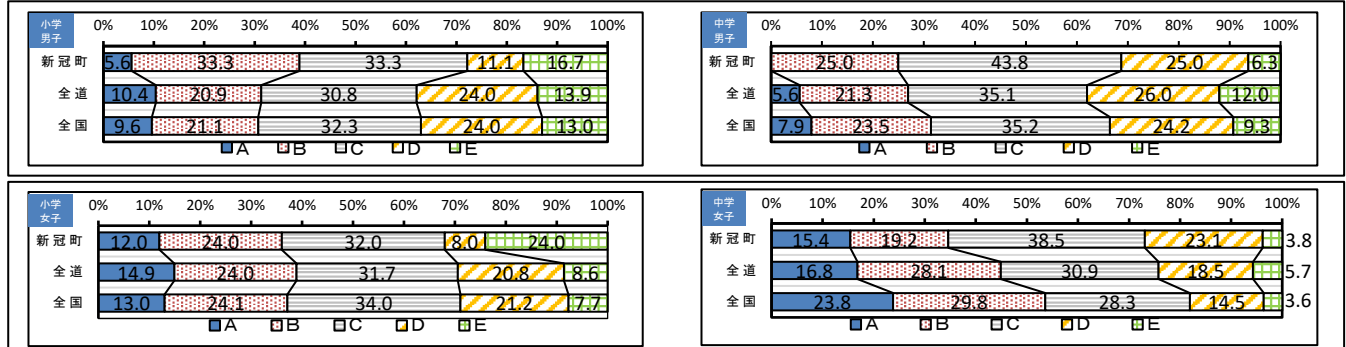 小学
男子
0% 10% 20% 30% 40% 50% 60% 70% 80% 90% 100%
新冠町 5.6 33.3 33.3 11.1 16.7
全道 10.4 20.9 30.8 24.0 13.9
全国 9.6 21.1 32.3 24.0 13.0
A B C D E
中学
男子
0% 10% 20% 30% 40% 50% 60% 70% 80% 90% 100%
新冠町 25.0 43.8 25.0 6.3
全道 5.6 21.3 35.1 26.0 12.0
全国 7.9 23.5 35.2 24.2 9.3
A B C D E
小学
女子
0% 10% 20% 30% 40% 50% 60% 70% 80% 90% 100%
新冠町 12.0 24.0 32.0 8.0 24.0
全道 14.9 24.0 31.7 20.8 8.6
全国 13.0 24.1 34.0 21.2 7.7
A B C D E
中学
女子
0% 10% 20% 30% 40% 50% 60% 70% 80% 90% 100%
新冠町 15.4 19.2 38.5 23.1 3.8
全道 16.8 28.1 30.9 18.5 5.7
全国 23.8 29.8 28.3 14.5 3.6
A B C D E